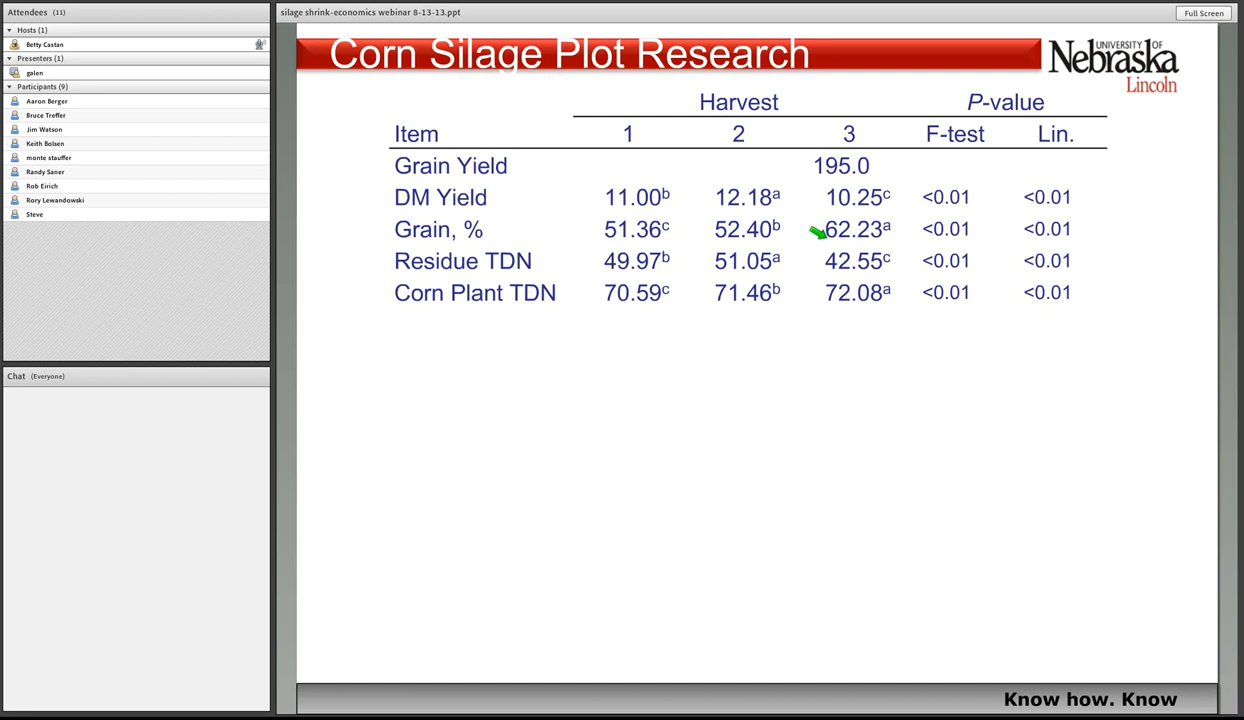 Attendees (11)
silage shrink-economics webinar 8-13-13.ppt
Full Screen
Hosts (1)
Betty Castan
Presenters (1)
galen
Participants (9)
Aaron Berger
Bruce Treffer
Jim Watson
Keith Bolsen
monte stauffer
Randy Saner
Rob Eirich
Rory Lewandowski
Steve
Chat (Everyone)
Corn Silage Plot Research
UNIVERSITY OF
Nebraska
Lincoln
Harvest P-value
Item 1 2 3 F-test Lin.
Grain Yield 195.0
DM Yield 11.00ᵇ 12.18ᵃ 10.25ᶜ <0.01 <0.01
Grain, % 51.36ᶜ 52.40ᵇ 62.23ᵃ <0.01 <0.01
Residue TDN 49.97ᵇ 51.05ᵃ 42.55ᶜ <0.01 <0.01
Corn Plant TDN 70.59ᶜ 71.46ᵇ 72.08ᵃ <0.01 <0.01
Know how. Know